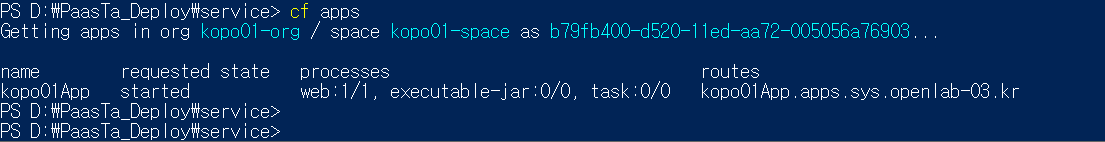 PS D:₩PaasTa_Deploy₩service> cf apps
Getting apps in org kopo01-org / space kopo01-space as b79fb400-d520-11ed-aa72-005056a76903...
name requested state processes routes
kopo01App started web:1/1, executable-jar:0/0, task:0/0 kopo01App.apps.sys.openlab-03.kr
PS D:₩PaasTa_Deploy₩service>
PS D:₩PaasTa_Deploy₩service>